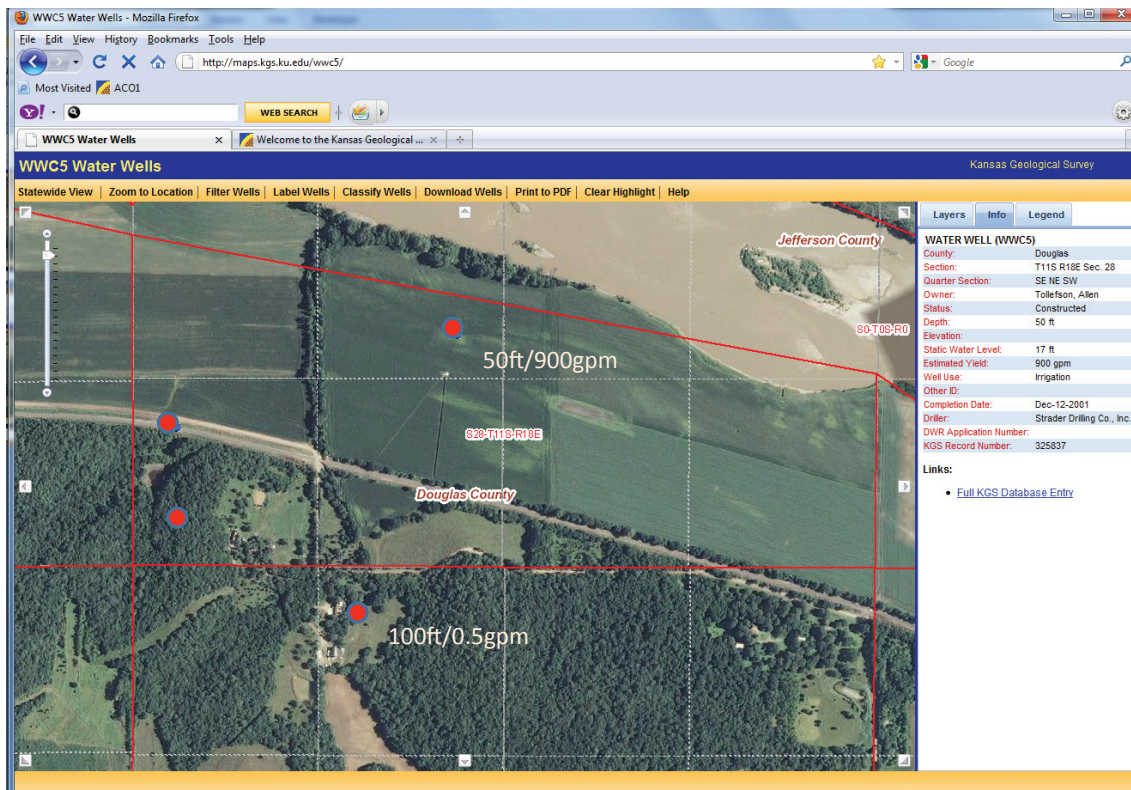 WWC5 Water Wells - Mozilla Firefox
File Edit View History Bookmarks Tools Help
http://maps.kgs.ku.edu/wwc5/
Google
Most Visited ACO1
Y! WEB SEARCH
WWC5 Water Wells
Welcome to the Kansas Geological ...
WWC5 Water Wells
Kansas Geological Survey
Statewide View | Zoom to Location | Filter Wells | Label Wells | Classify Wells | Download Wells | Print to PDF | Clear Highlight | Help
Jefferson County
S0-T0S-R0
50ft/900gpm
S28-T11S-R18E
Douglas County
100ft/0.5gpm
Layers Info Legend
WATER WELL (WWC5)
County: Douglas
Section: T11S R18E Sec. 28
Quarter Section: SE NE SW
Owner: Tollefson, Allen
Status: Constructed
Depth: 50 ft
Elevation:
Static Water Level: 17 ft
Estimated Yield: 900 gpm
Well Use: Irrigation
Other ID:
Completion Date: Dec-12-2001
Driller: Strader Drilling Co., Inc.
DWR Application Number:
KGS Record Number: 325837
Links:
Full KGS Database Entry